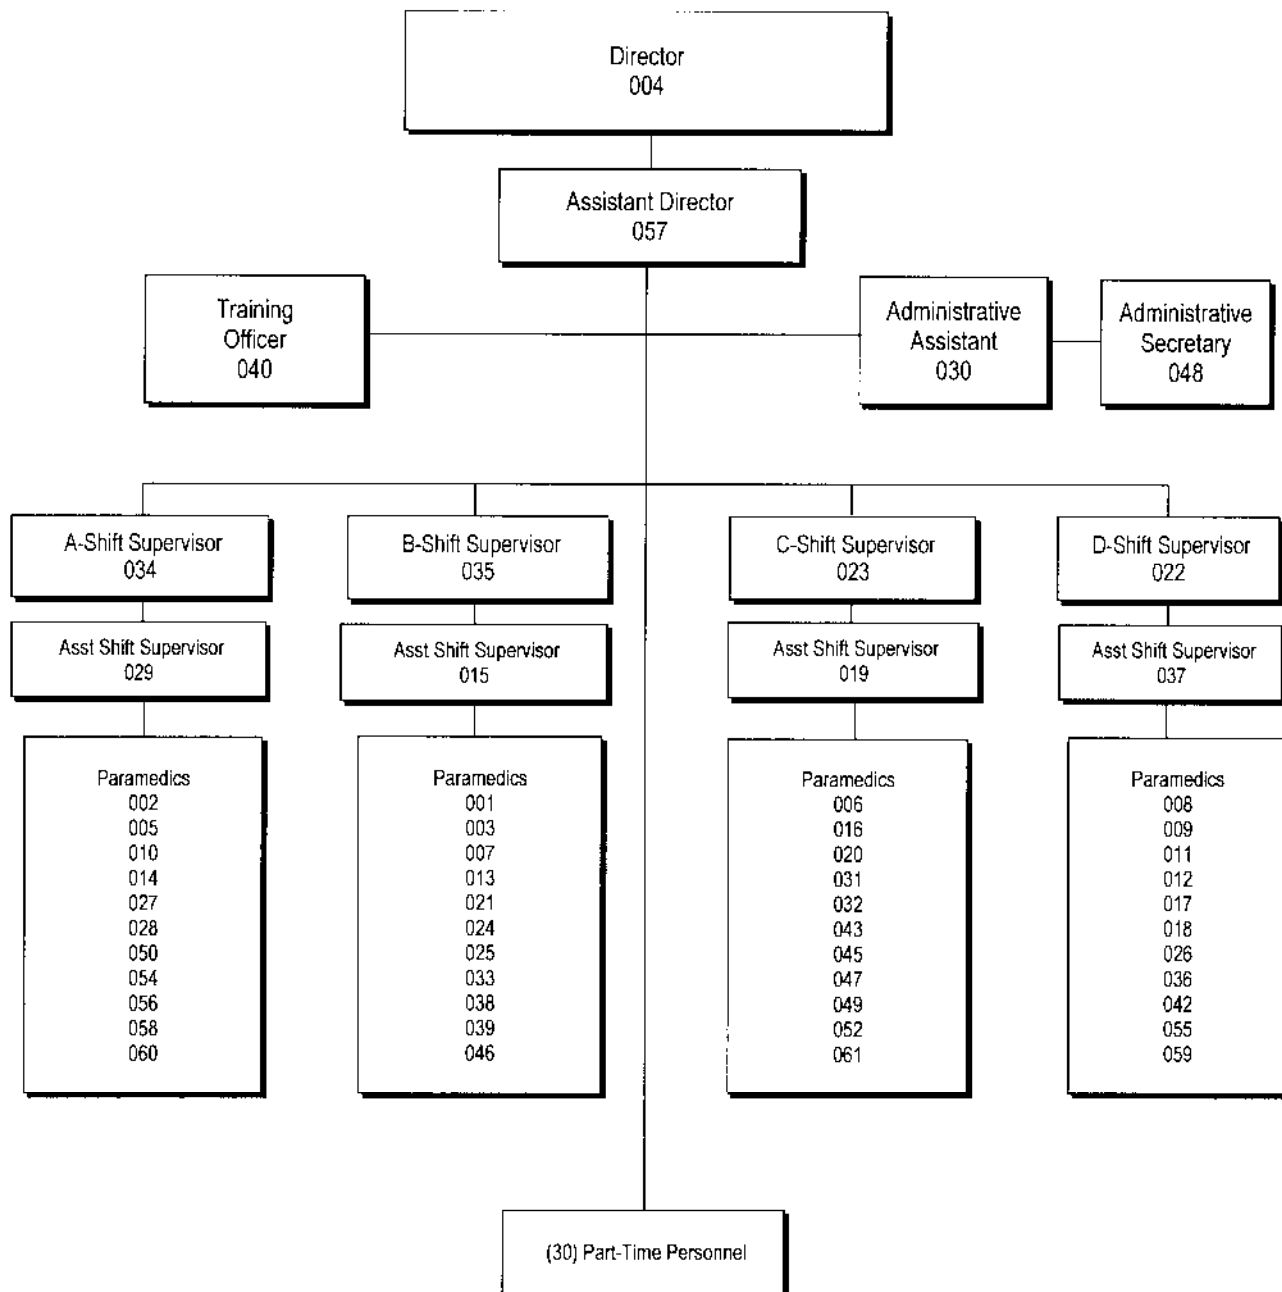 Director
004
Assistant Director
057
Training
Officer
040
Administrative
Assistant
030
Administrative
Secretary
048
A-Shift Supervisor
034
B-Shift Supervisor
035
C-Shift Supervisor
023
D-Shift Supervisor
022
Asst Shift Supervisor
029
Asst Shift Supervisor
015
Asst Shift Supervisor
019
Asst Shift Supervisor
037
Paramedics
002
005
010
014
027
028
050
054
056
058
060
Paramedics
001
003
007
013
021
024
025
033
038
039
046
Paramedics
006
016
020
031
032
043
045
047
049
052
061
Paramedics
008
009
011
012
017
018
026
036
042
055
059
(30) Part-Time Personnel